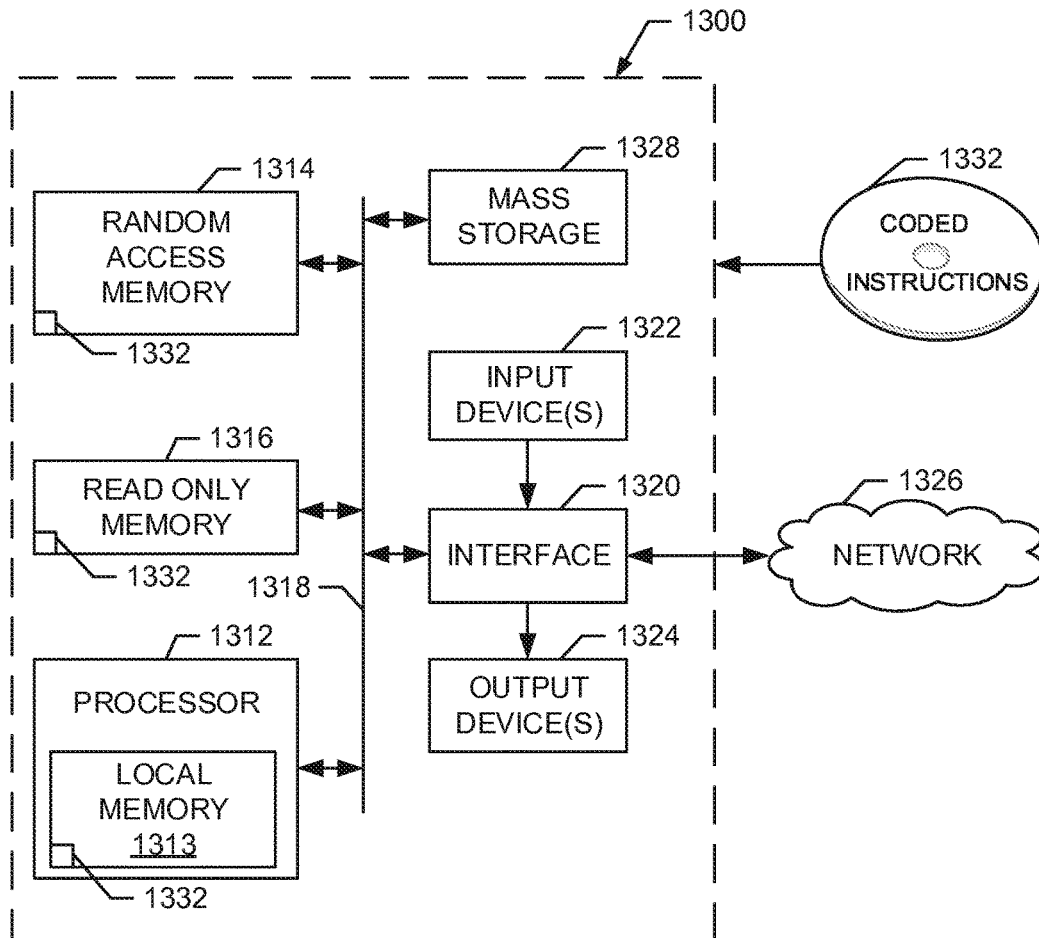 1300
1314
RANDOM
ACCESS
MEMORY
1332
1328
MASS
STORAGE
1332
CODED
INSTRUCTIONS
1322
INPUT
DEVICE(S)
1316
READ ONLY
MEMORY
1332
1320
INTERFACE
1326
NETWORK
1318
1312
PROCESSOR
LOCAL
MEMORY
1313
1332
1324
OUTPUT
DEVICE(S)